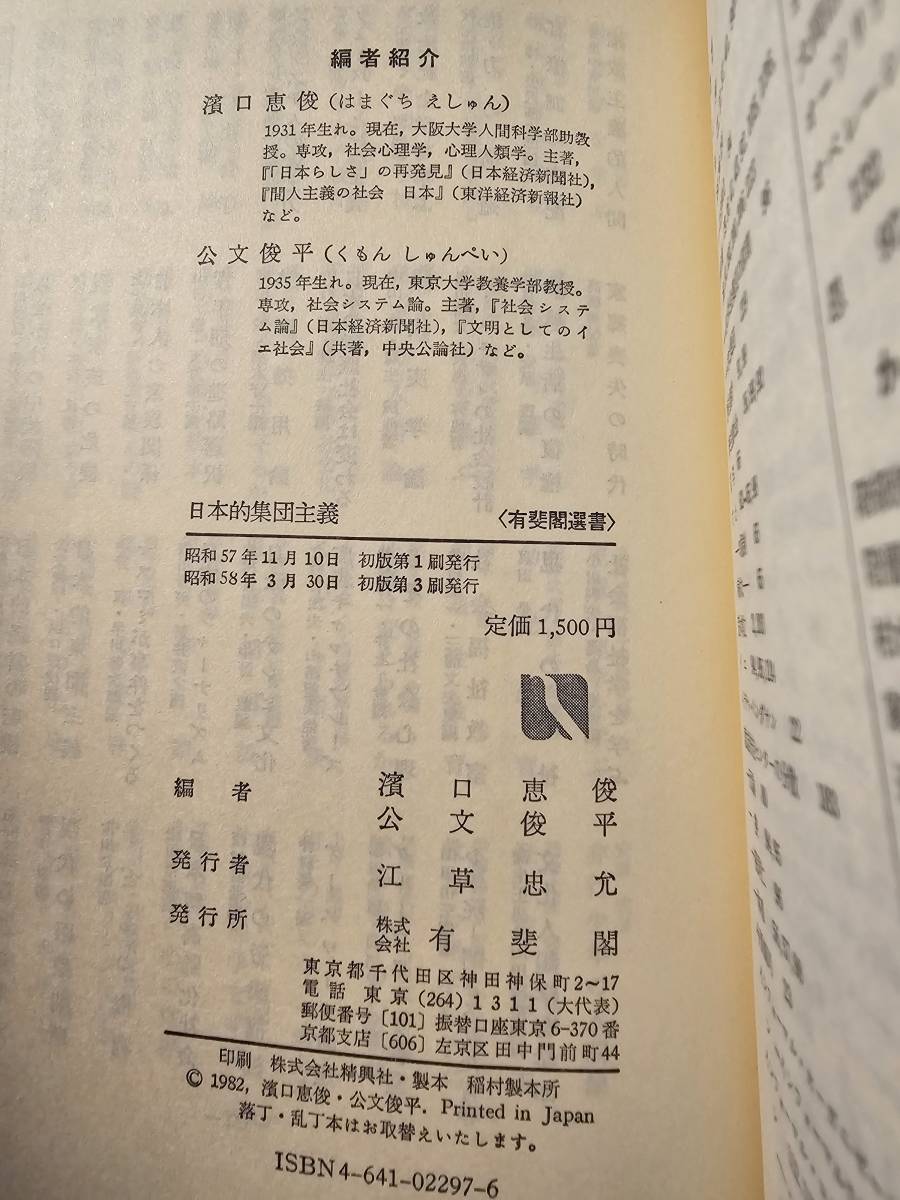 編者紹介
濱口恵俊（はまぐち えしゅん）
1931年生れ。現在，大阪大学人間科学部助教
授。専攻，社会心理学，心理人類学。主著，
『「日本らしさ」の再発見』（日本経済新聞社），
『間人主義の社会 日本』（東洋経済新報社）
など。
公文俊平（くもん しゅんぺい）
1935年生れ。現在，東京大学教養学部教授。
専攻，社会システム論。主著，『社会システ
ム論』（日本経済新聞社），『文明としてのイ
エ社会』（共著，中央公論社）など。
日本的集団主義 〈有斐閣選書〉
昭和57年11月10日 初版第1刷発行
昭和58年 3月30日 初版第3刷発行
定価 1,500円
編者 濱口恵俊
公文俊平
発行者 江草忠允
発行所 株式会社 有斐閣
東京都千代田区神田神保町2～17
電話 東京（264）1311（大代表）
郵便番号〔101〕振替口座東京6-370番
京都支店〔606〕左京区田中門前町44
印刷 株式会社精興社・製本 稲村製本所
© 1982，濱口恵俊・公文俊平．Printed in Japan
落丁・乱丁本はお取替えいたします。
ISBN4-641-02297-6